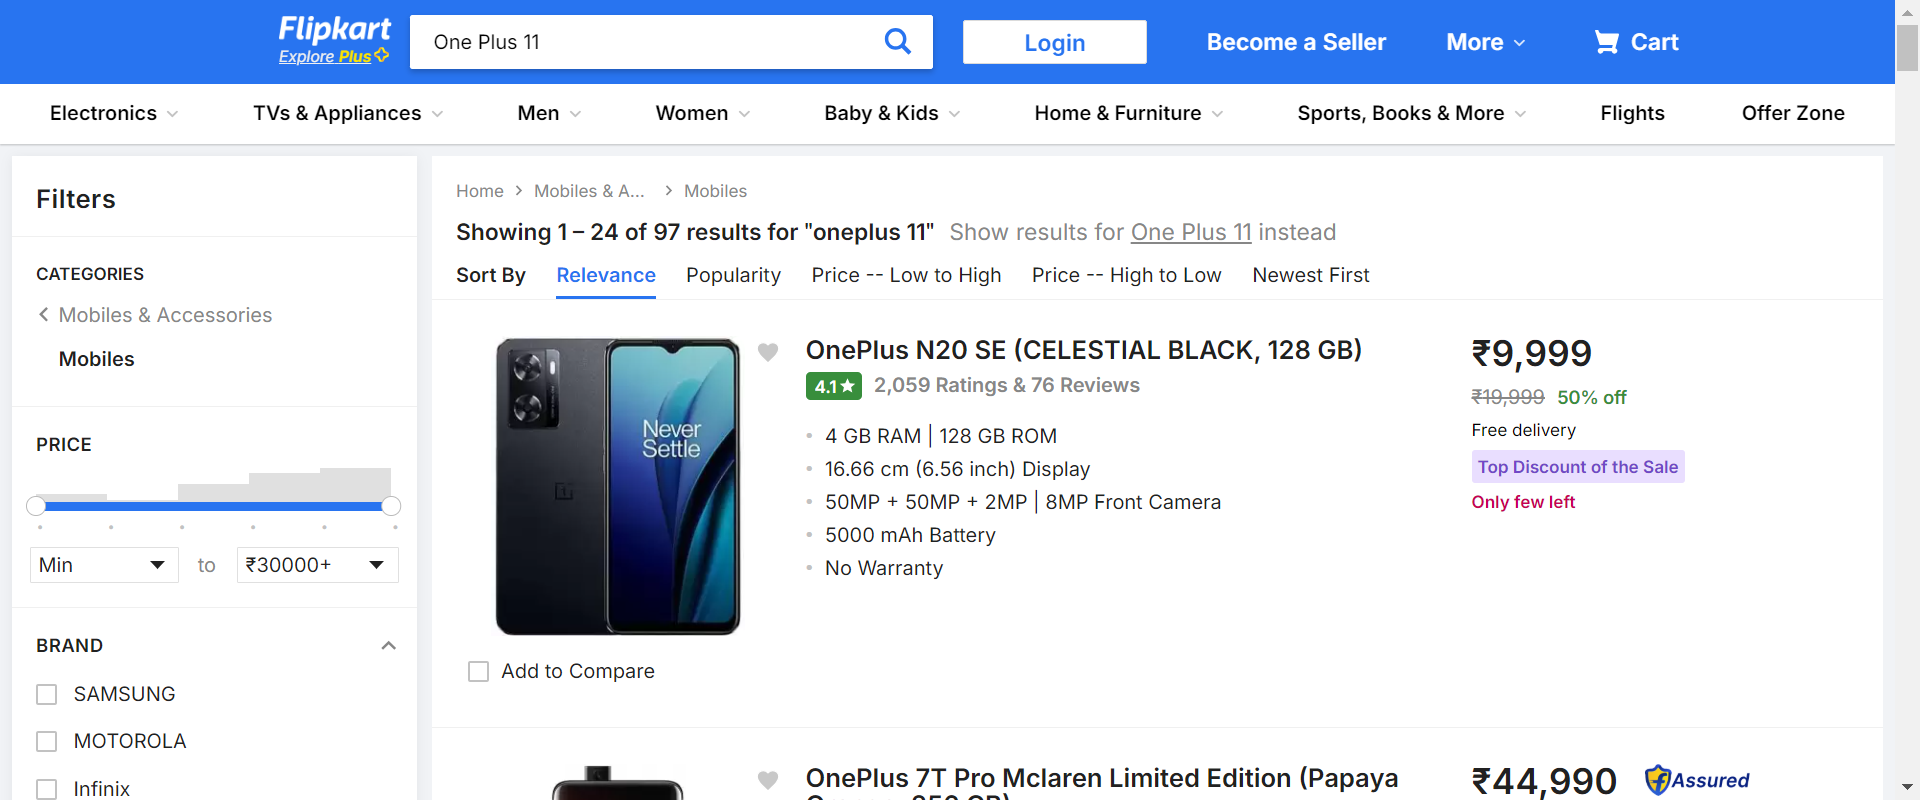 Flipkart
Explore Plus
One Plus 11
Login
Become a Seller
More
Cart
Electronics
TVs & Appliances
Men
Women
Baby & Kids
Home & Furniture
Sports, Books & More
Flights
Offer Zone
Filters
CATEGORIES
Mobiles & Accessories
Mobiles
PRICE
Min to ₹30000+
BRAND
SAMSUNG
MOTOROLA
Infinix
Home > Mobiles & A... > Mobiles
Showing 1 – 24 of 97 results for "oneplus 11" Show results for One Plus 11 instead
Sort By Relevance Popularity Price -- Low to High Price -- High to Low Newest First
Never
Settle
Add to Compare
OnePlus N20 SE (CELESTIAL BLACK, 128 GB)
4.1★ 2,059 Ratings & 76 Reviews
4 GB RAM | 128 GB ROM
16.66 cm (6.56 inch) Display
50MP + 50MP + 2MP | 8MP Front Camera
5000 mAh Battery
No Warranty
₹9,999
₹19,999 50% off
Free delivery
Top Discount of the Sale
Only few left
OnePlus 7T Pro Mclaren Limited Edition (Papaya
₹44,990 Assured